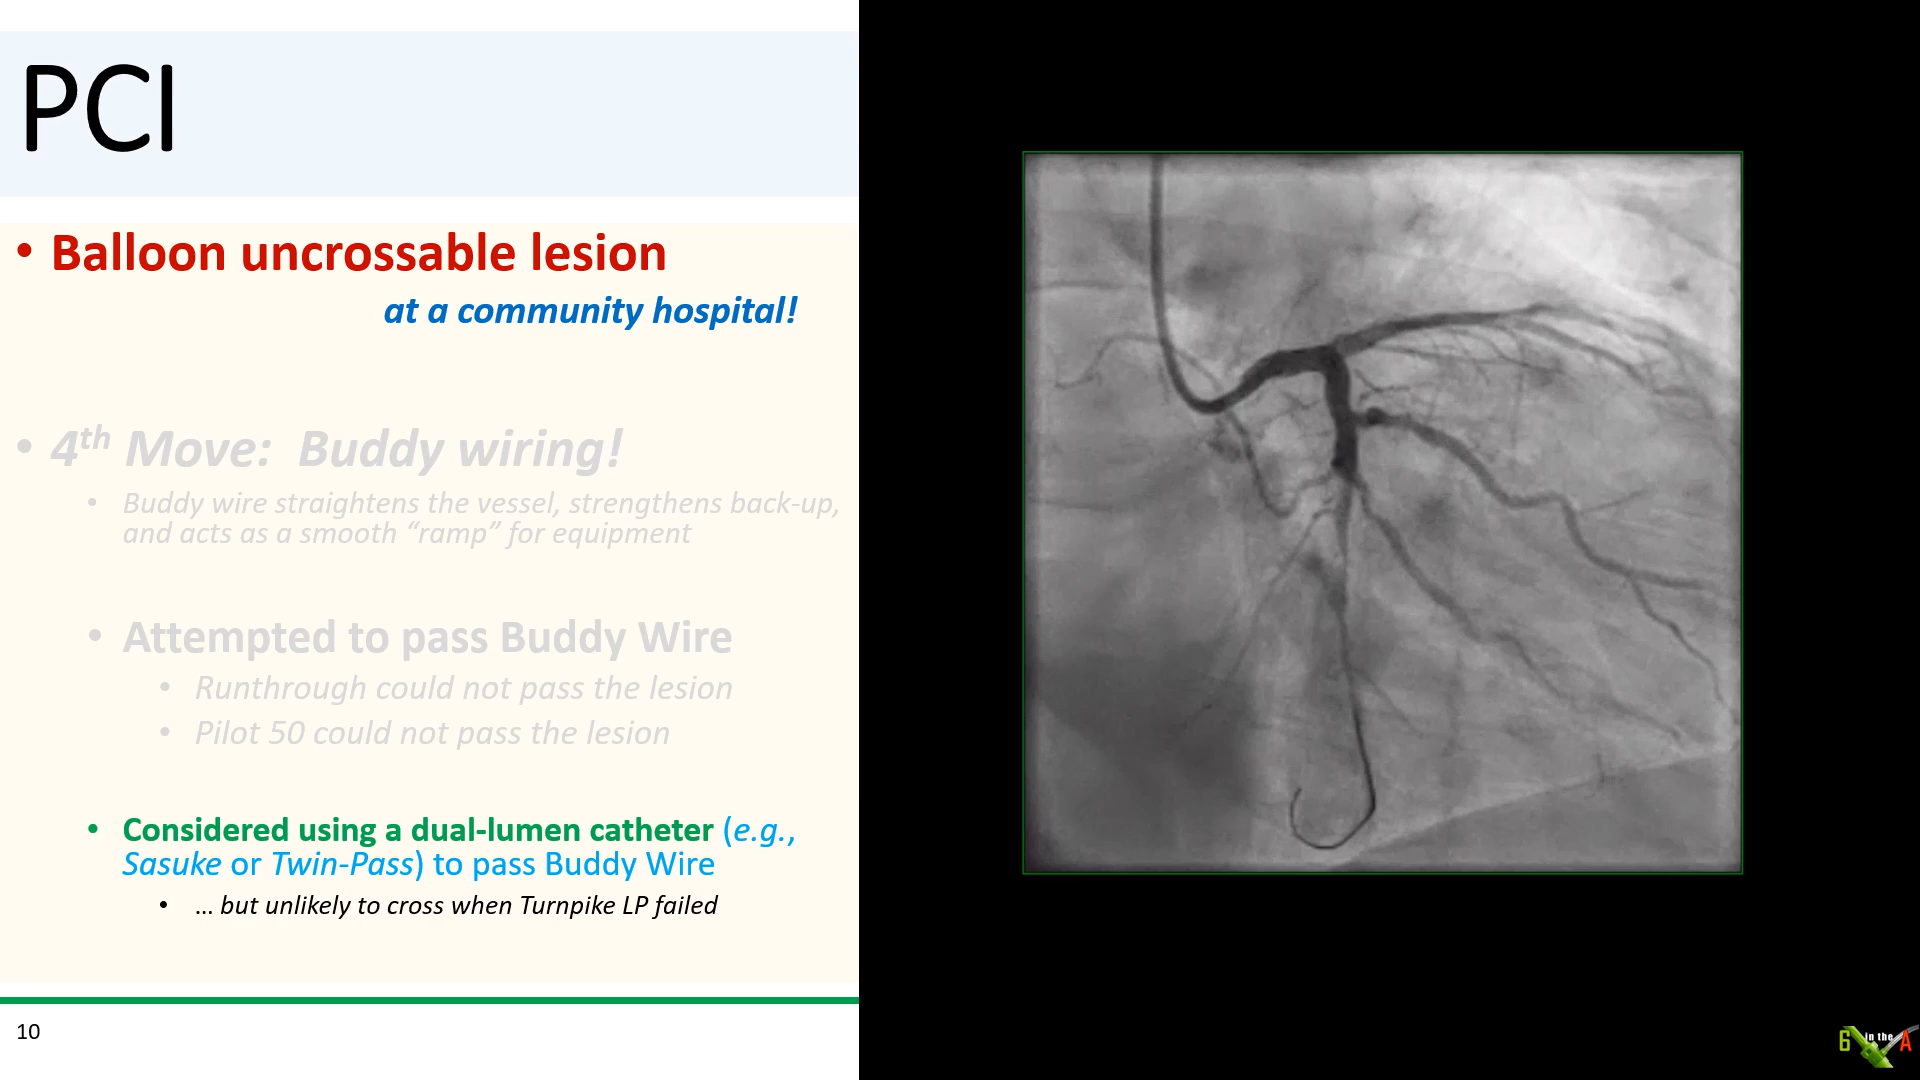 PCI
• Balloon uncrossable lesion
at a community hospital!
• 4th Move: Buddy wiring!
• Buddy wire straightens the vessel, strengthens back-up,
and acts as a smooth “ramp” for equipment
• Attempted to pass Buddy Wire
• Runthrough could not pass the lesion
• Pilot 50 could not pass the lesion
• Considered using a dual-lumen catheter (e.g.,
Sasuke or Twin-Pass) to pass Buddy Wire
• … but unlikely to cross when Turnpike LP failed
10
6 in the A